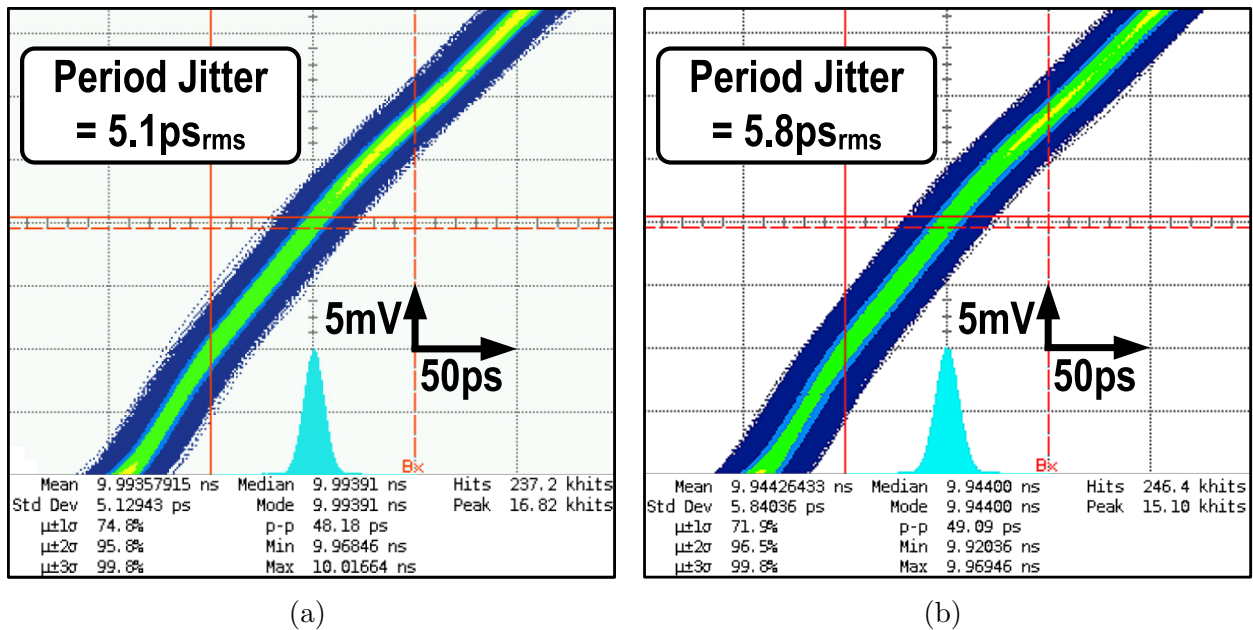 Period Jitter
= 5.1ps_rms
5mV
50ps
Bx
Mean 9.99357915 ns Median 9.99391 ns Hits 237.2 khits
Std Dev 5.12943 ps Mode 9.99391 ns Peak 16.82 khits
μ±1σ 74.8% p-p 48.18 ps
μ±2σ 95.8% Min 9.96846 ns
μ±3σ 99.8% Max 10.01664 ns
(a)
Period Jitter
= 5.8ps_rms
5mV
50ps
Bx
Mean 9.94426433 ns Median 9.94400 ns Hits 246.4 khits
Std Dev 5.84036 ps Mode 9.94400 ns Peak 15.10 khits
μ±1σ 71.9% p-p 49.09 ps
μ±2σ 96.5% Min 9.92036 ns
μ±3σ 99.8% Max 9.96946 ns
(b)